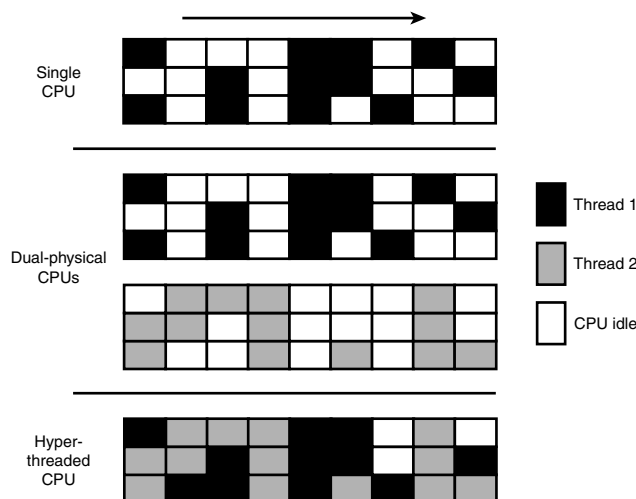 Single
CPU
Dual-physical
CPUs
Thread 1
Thread 2
CPU idle
Hyper-
threaded
CPU